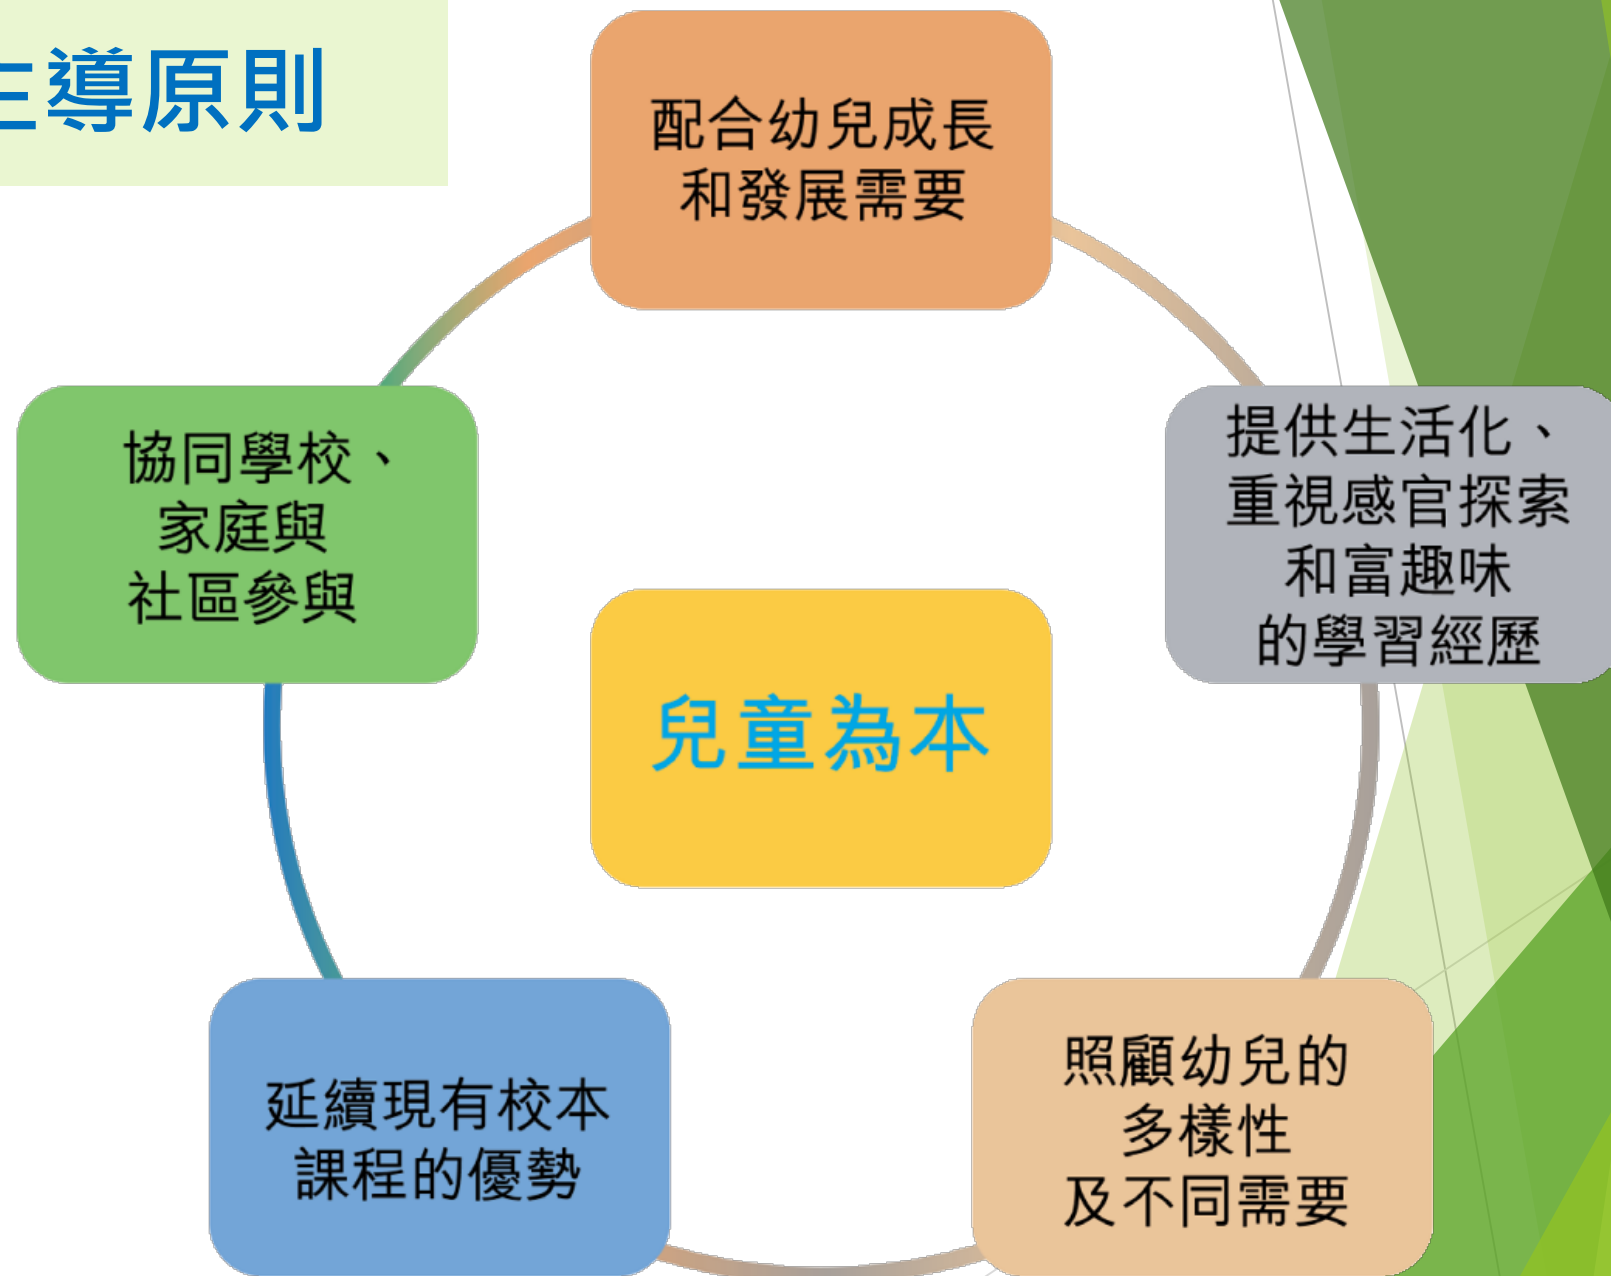 主導原則
配合幼兒成長
和發展需要
提供生活化、
重視感官探索
和富趣味
的學習經歷
照顧幼兒的
多樣性
及不同需要
延續現有校本
課程的優勢
協同學校、
家庭與
社區參與
兒童為本